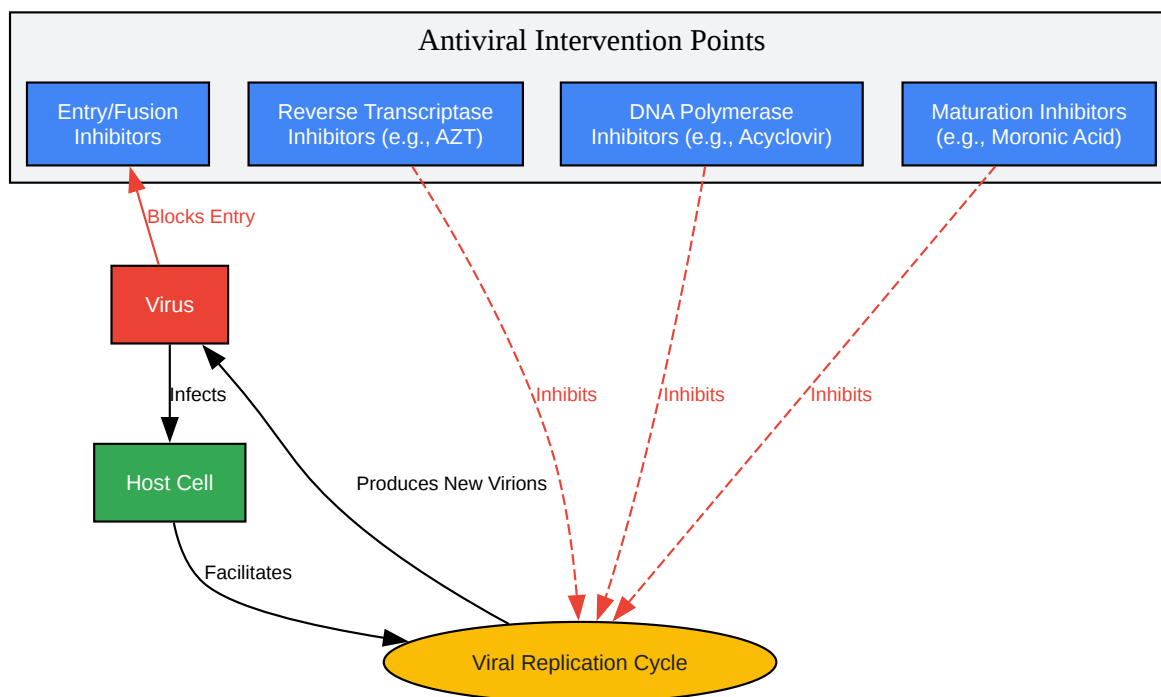 Antiviral Intervention Points
Entry/Fusion
Inhibitors
Reverse Transcriptase
Inhibitors (e.g., AZT)
DNA Polymerase
Inhibitors (e.g., Acyclovir)
Maturation Inhibitors
(e.g., Moronic Acid)
Blocks Entry
Virus
Infects
Inhibits
Inhibits
Inhibits
Host Cell
Produces New Virions
Facilitates
Viral Replication Cycle